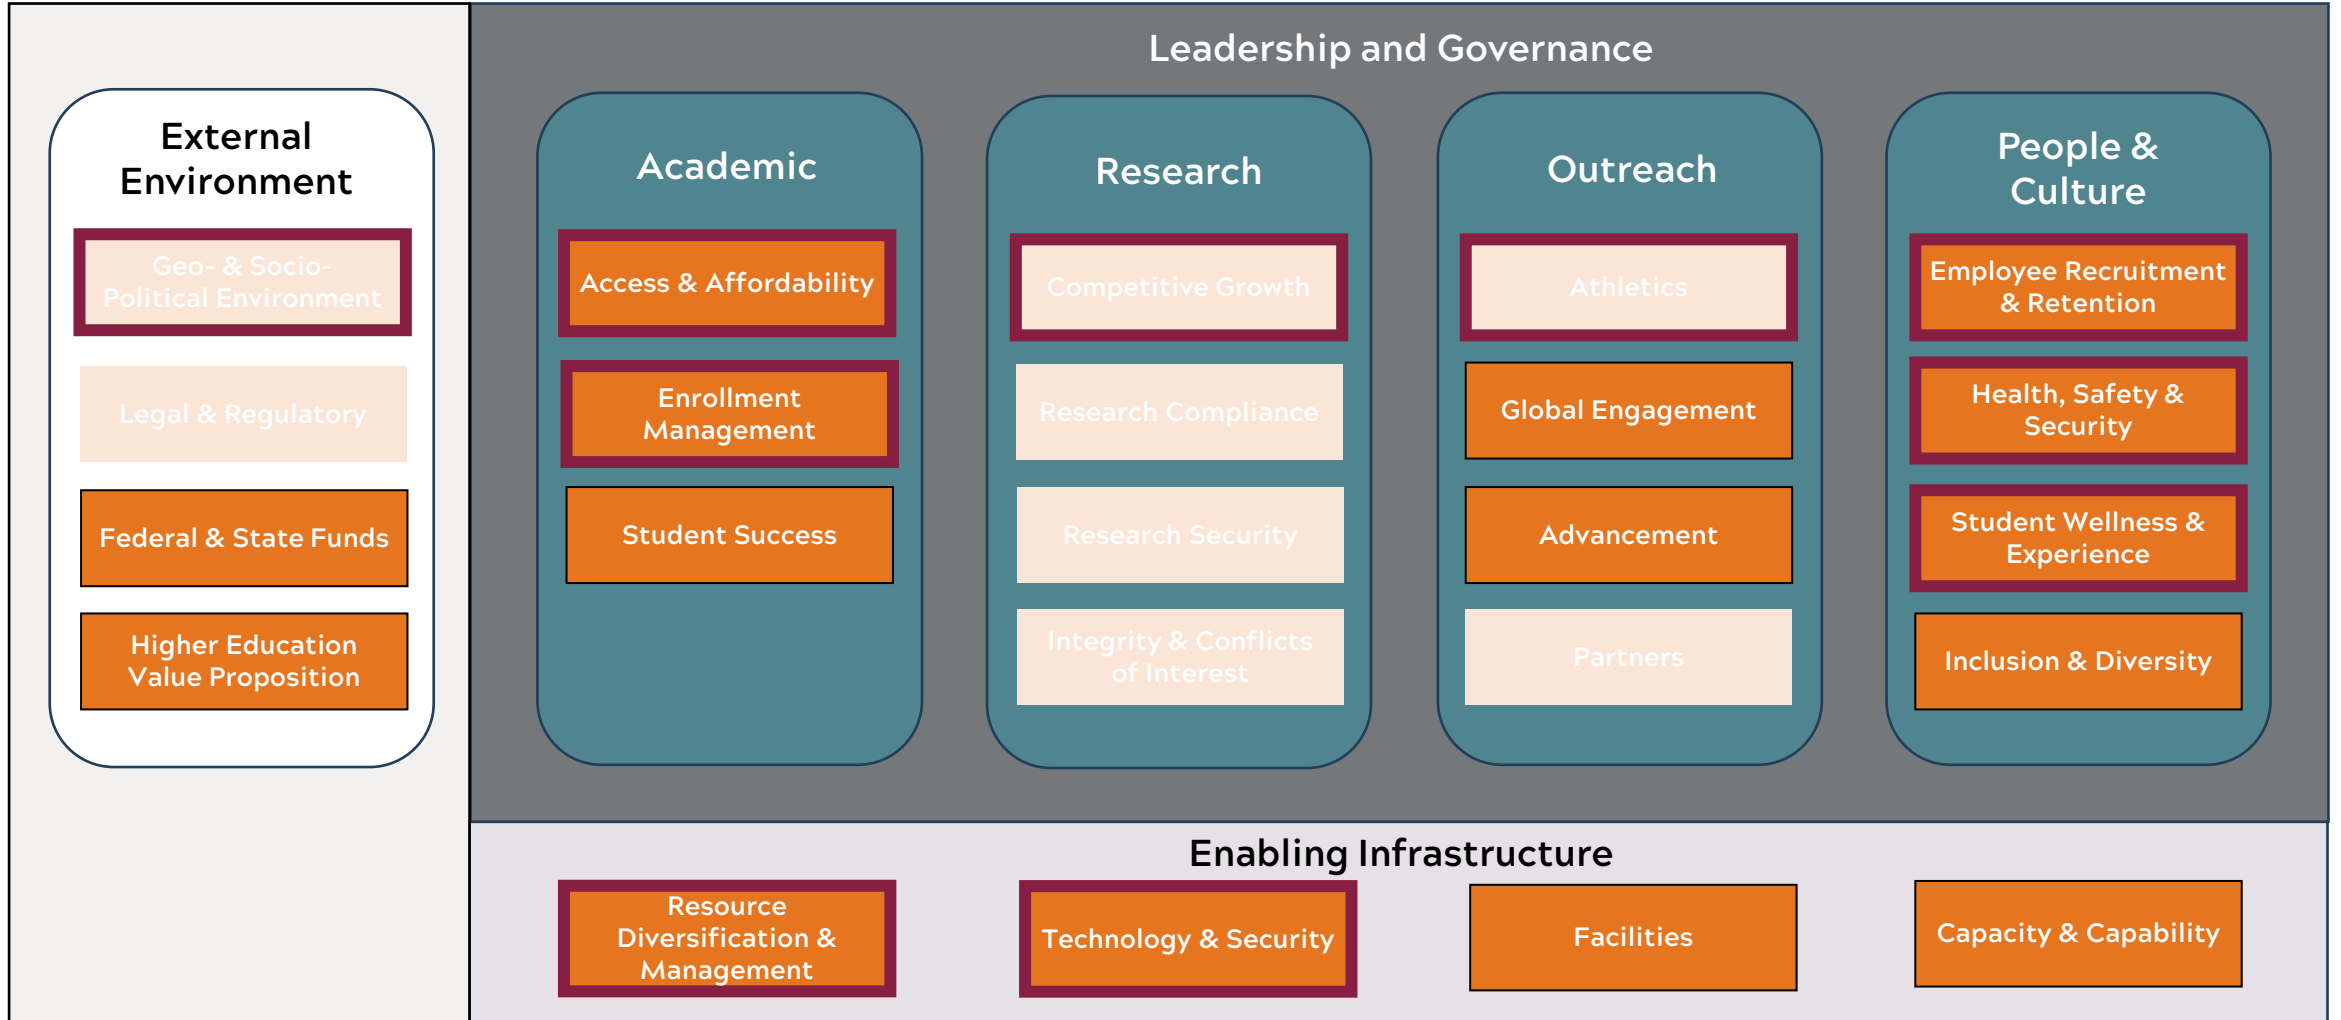 Leadership and Governance
External
Environment
Geo- & Socio-
Political Environment
Legal & Regulatory
Federal & State Funds
Higher Education
Value Proposition
Academic
Access & Affordability
Enrollment
Management
Student Success
Research
Competitive Growth
Research Compliance
Research Security
Integrity & Conflicts
of Interest
Outreach
Athletics
Global Engagement
Advancement
Partners
People &
Culture
Employee Recruitment
& Retention
Health, Safety &
Security
Student Wellness &
Experience
Inclusion & Diversity
Enabling Infrastructure
Resource
Diversification &
Management
Technology & Security
Facilities
Capacity & Capability